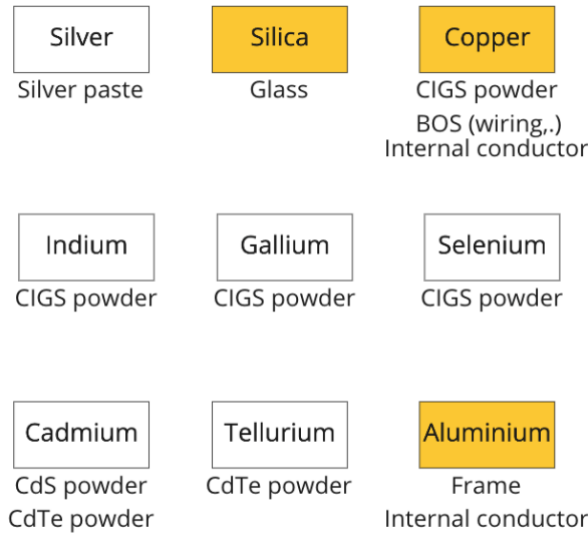 Silver
Silica
Copper
Silver paste
Glass
CIGS powder
BOS (wiring,.)
Internal conductor
Indium
Gallium
Selenium
CIGS powder
CIGS powder
CIGS powder
Cadmium
Tellurium
Aluminium
CdS powder
CdTe powder
Frame
CdTe powder
Internal conductor